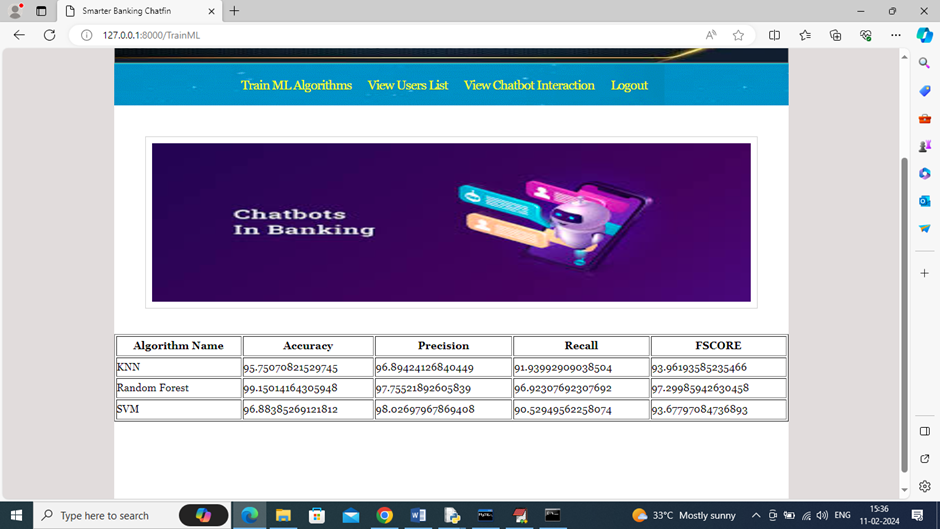 Smarter Banking Chatfin
127.0.0.1:8000/TrainML
Train ML Algorithms View Users List View Chatbot Interaction Logout
Chatbots
In Banking
Algorithm Name Accuracy Precision Recall FSCORE
KNN 95.75070821529745 96.89424126840449 91.93992909038504 93.96193585235466
Random Forest 99.15014164305948 97.75521892605839 96.92307692307692 97.29985942630458
SVM 96.88385269121812 98.02697967869408 90.52949562258074 93.67797084736893
Type here to search 33°C Mostly sunny ENG 15:36
11-02-2024